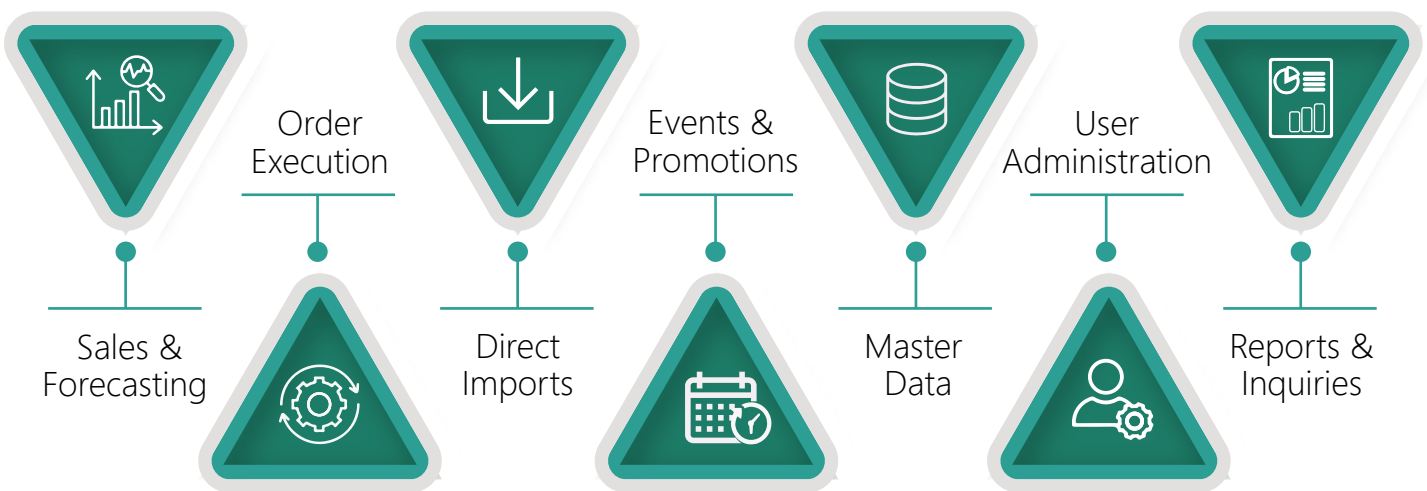 Sales &
Forecasting
Order
Execution
Direct
Imports
Events &
Promotions
Master
Data
User
Administration
Reports &
Inquiries